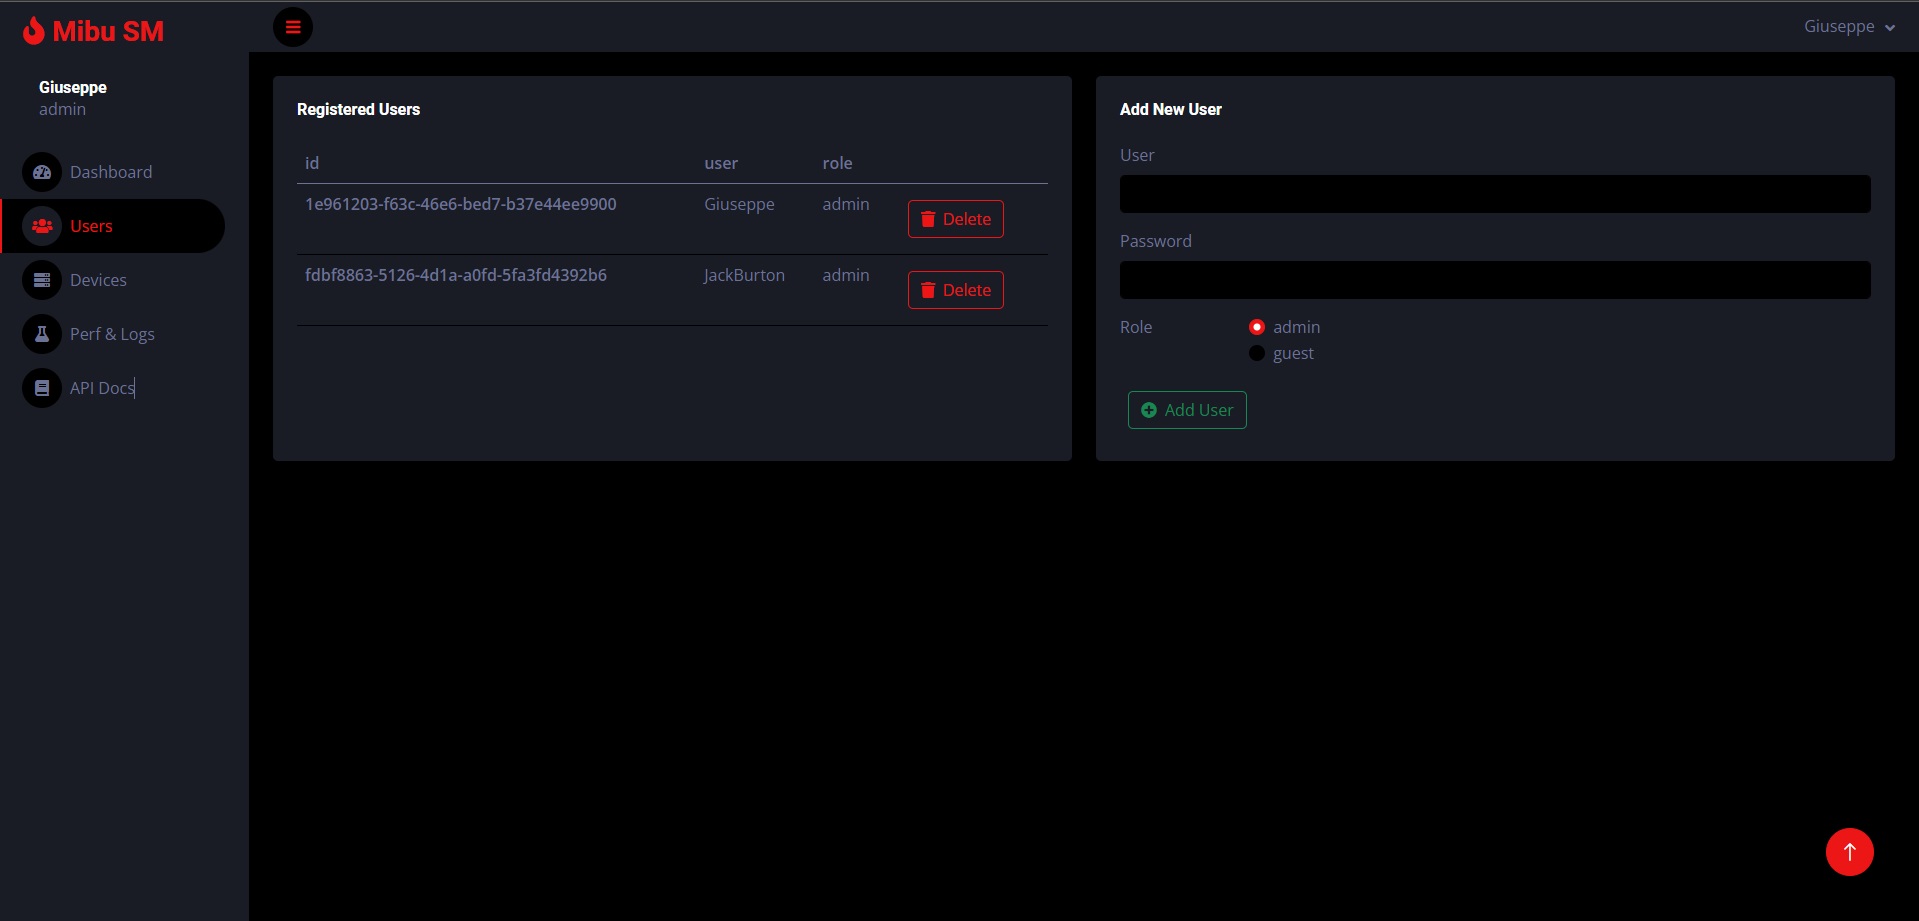 Mibu SM
Giuseppe
Giuseppe
admin
Dashboard
Users
Devices
Perf & Logs
API Docs
Registered Users
id user role
1e961203-f63c-46e6-bed7-b37e44ee9900 Giuseppe admin Delete
fdbf8863-5126-4d1a-a0fd-5fa3fd4392b6 JackBurton admin Delete
Add New User
User
Password
Role admin
guest
Add User